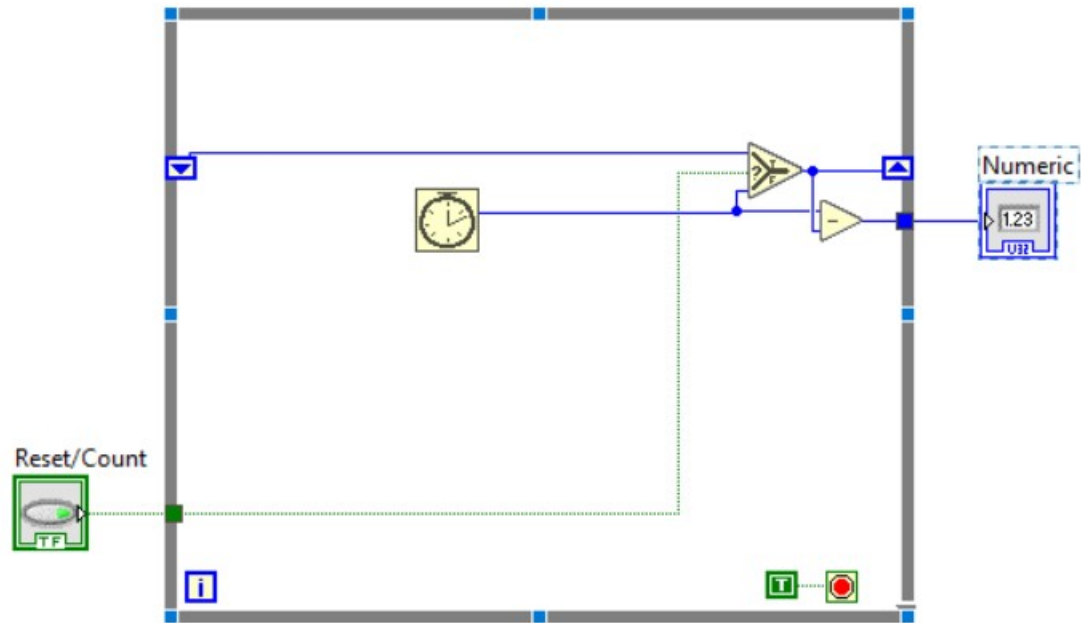 ? T
F
Numeric
-
1.23
U32
Reset/Count
TF
i
T